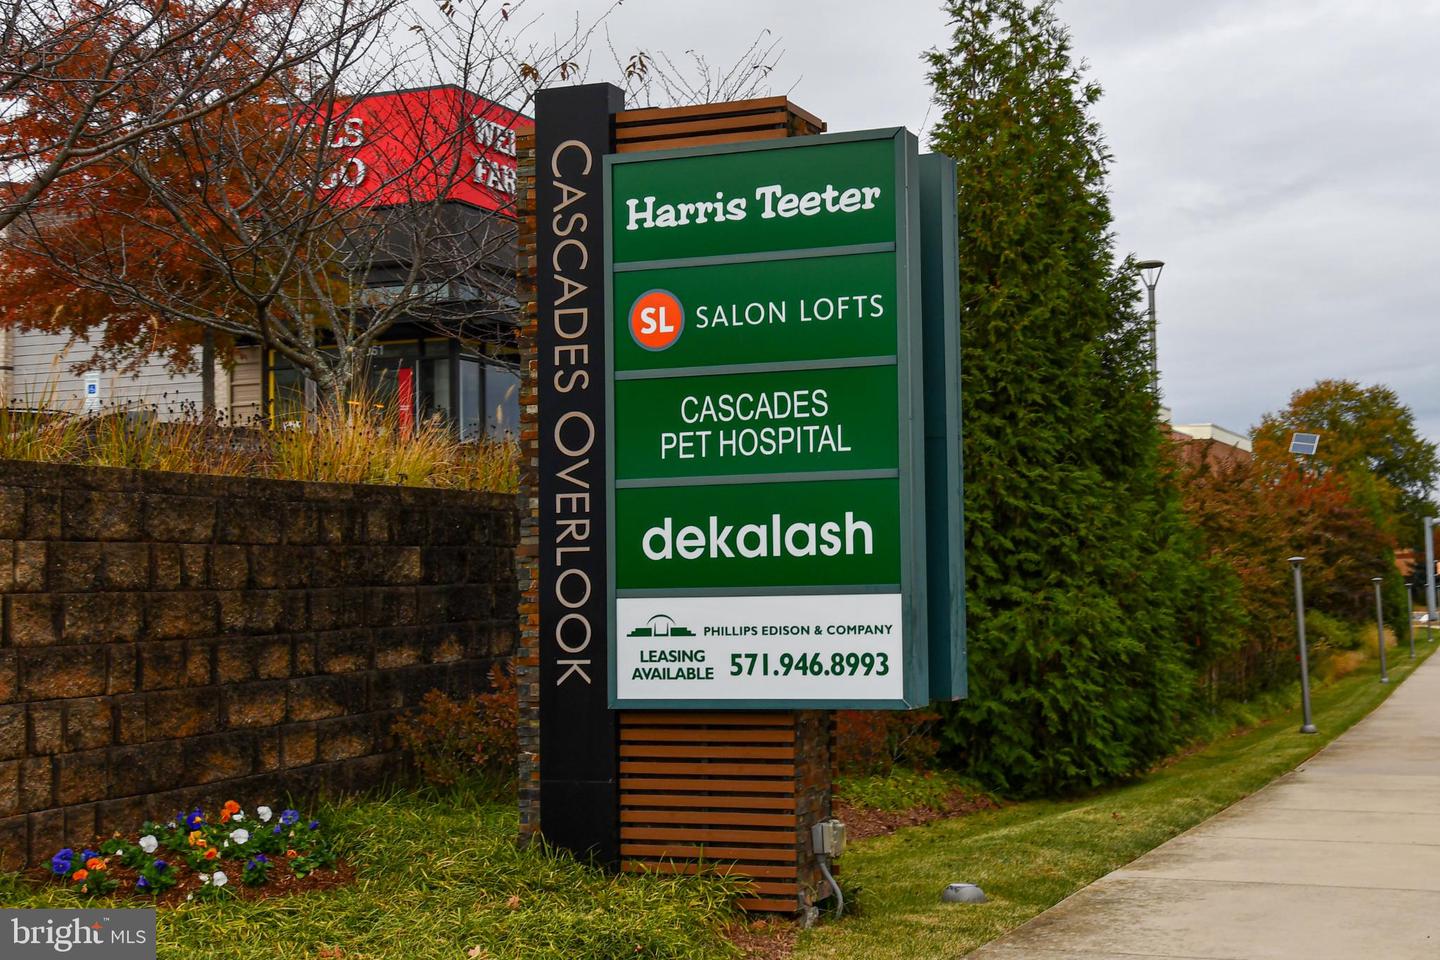 CASCADES OVERLOOK
Harris Teeter
SL SALON LOFTS
CASCADES
PET HOSPITAL
dekalash
PHILLIPS EDISON & COMPANY
LEASING
AVAILABLE
571.946.8993
bright™ MLS